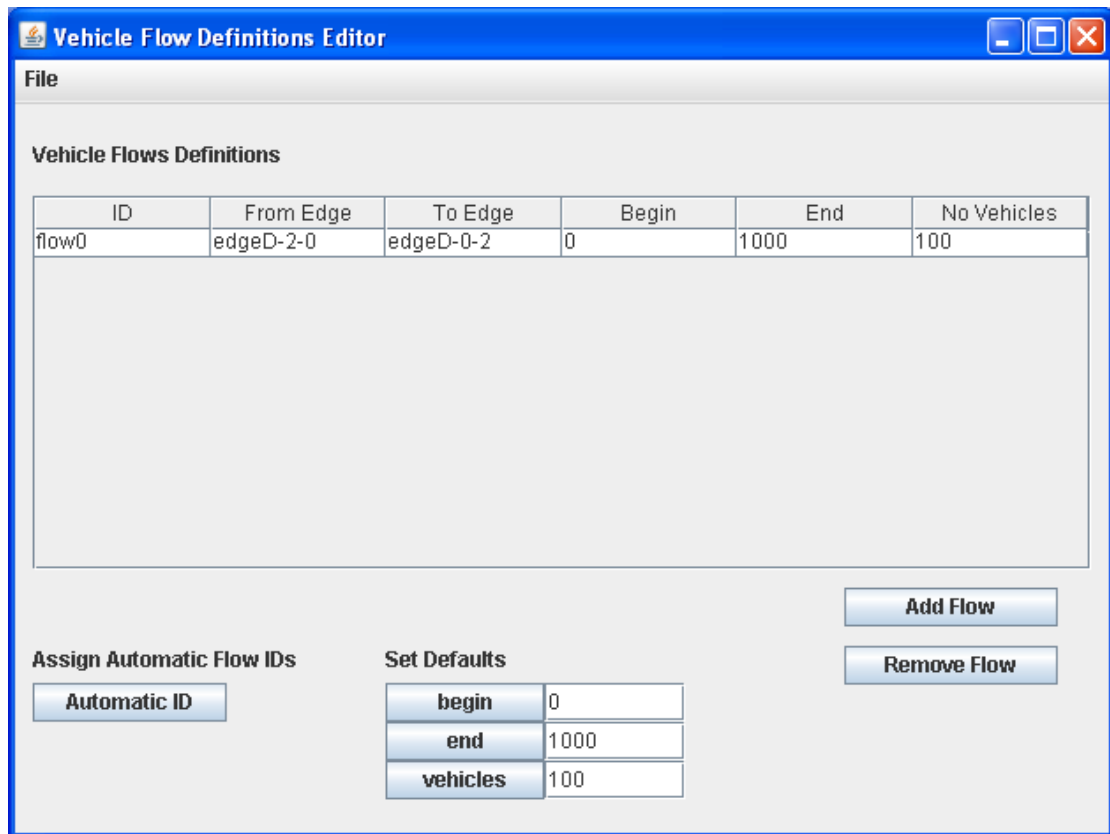 Vehicle Flow Definitions Editor
File
Vehicle Flows Definitions
ID From Edge To Edge Begin End No Vehicles
flow0 edgeD-2-0 edgeD-0-2 0 1000 100
Add Flow
Assign Automatic Flow IDs Set Defaults Remove Flow
Automatic ID begin 0
end 1000
vehicles 100